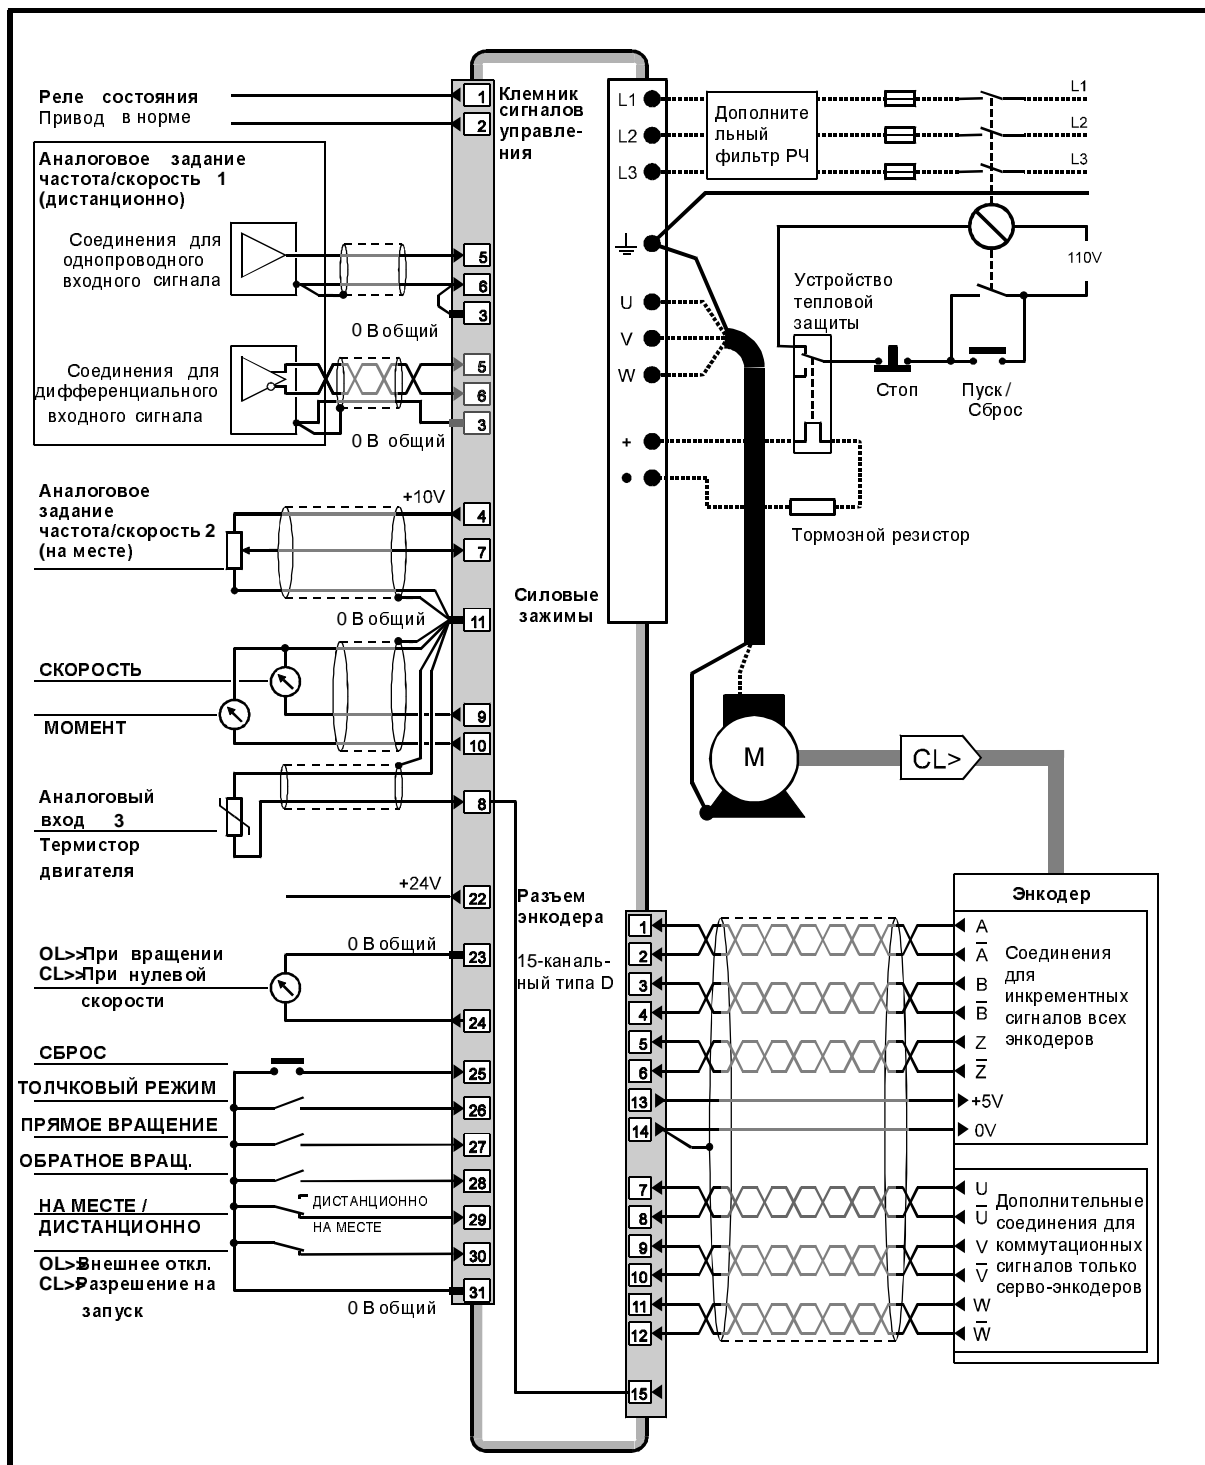 Реле состояния
Привод в норме
Аналоговое задание
частота/скорость 1
(дистанционно)
Соединения для
однопроводного
входного сигнала
0 В общий
Соединения для
дифференциального
входного сигнала
0 В общий
Аналоговое
задание
частота/скорость 2
(на месте)
+10V
0 В общий
СКОРОСТЬ
МОМЕНТ
Аналоговый
вход 3
Термистор
двигателя
+24V
0 В общий
OL>>При вращении
CL>>При нулевой
скорости
СБРОС
ТОЛЧКОВЫЙ РЕЖИМ
ПРЯМОЕ ВРАЩЕНИЕ
ОБРАТНОЕ ВРАЩ.
НА МЕСТЕ /
ДИСТАНЦИОННО
ДИСТАНЦИОННО
НА МЕСТЕ
OL>>Внешнее откл.
CL>>Разрешение на
запуск
0 В общий
1
2
5
6
3
5
6
3
4
7
11
9
10
8
22
23
24
25
26
27
28
29
30
31
Клемник
сигналов
управле-
ния
L1
L2
L3
U
V
W
+
Силовые
зажимы
Дополните
льный
фильтр РЧ
L1
L2
L3
110V
Устройство
тепловой
защиты
Стоп
Пуск /
Сброс
Тормозной резистор
M
CL>
Разъем
энкодера
15-каналь-
ный типа D
1
2
3
4
5
6
13
14
7
8
9
10
11
12
15
Энкодер
A
A̅
B
B̅
Z
Z̅
+5V
0V
Соединения
для
инкрементных
сигналов всех
энкодеров
U
U̅
V
V̅
W
W̅
Дополнительные
соединения для
коммутационных
сигналов только
серво-энкодеров